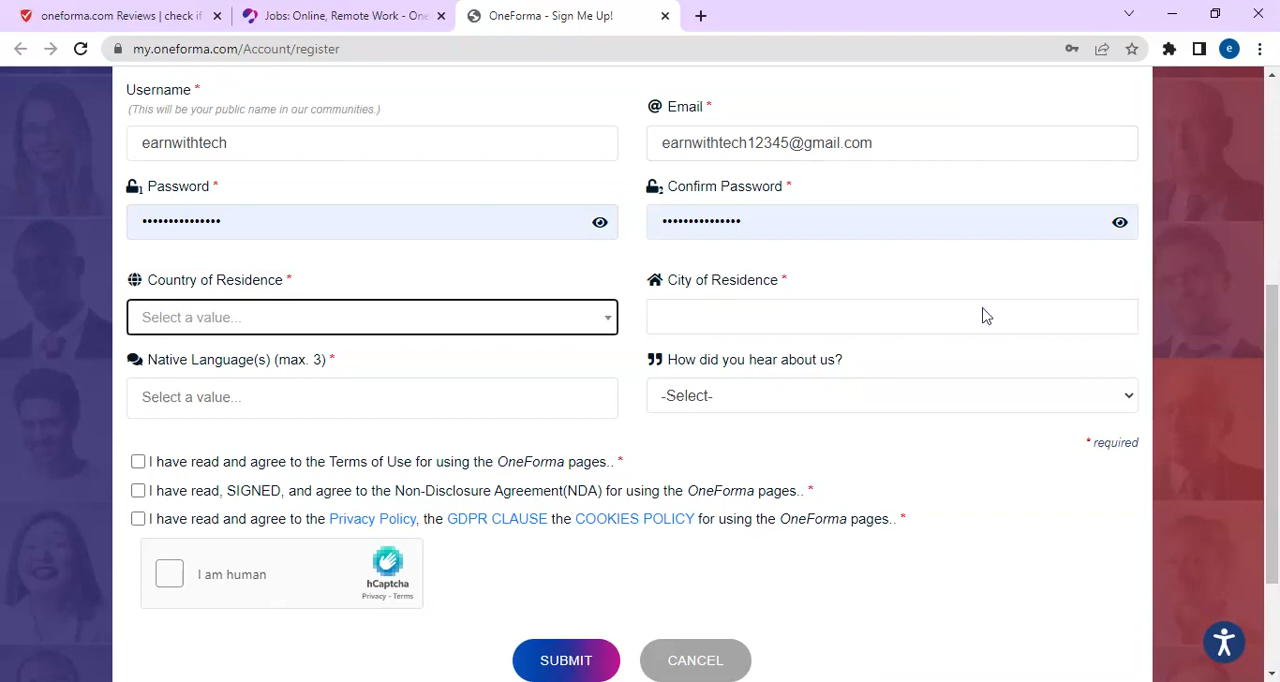 oneforma.com Review | check if
Jobs: Online, Remote Work - One
Oneforma - Sign Me Up!
my.oneforma.com/Account/register
e
Username *
(This will be your public name in our communities.)
Email *
earnwithtech
earnwithtech12345@gmail.com
1 Password *
2 Confirm Password *
•••••••••••••••
•••••••••••••••
Country of Residence *
City of Residence *
Select a value...
Native Language(s) (max. 3) *
How did you hear about us?
Select a value...
-Select-
* required
I have read and agree to the Terms of Use for using the OneForma pages.. *
I have read, SIGNED, and agree to the Non-Disclosure Agreement(NDA) for using the OneForma pages.. *
I have read and agree to the Privacy Policy, the GDPR CLAUSE the COOKIES POLICY for using the OneForma pages.. *
I am human
hCaptcha
Privacy - Terms
SUBMIT
CANCEL